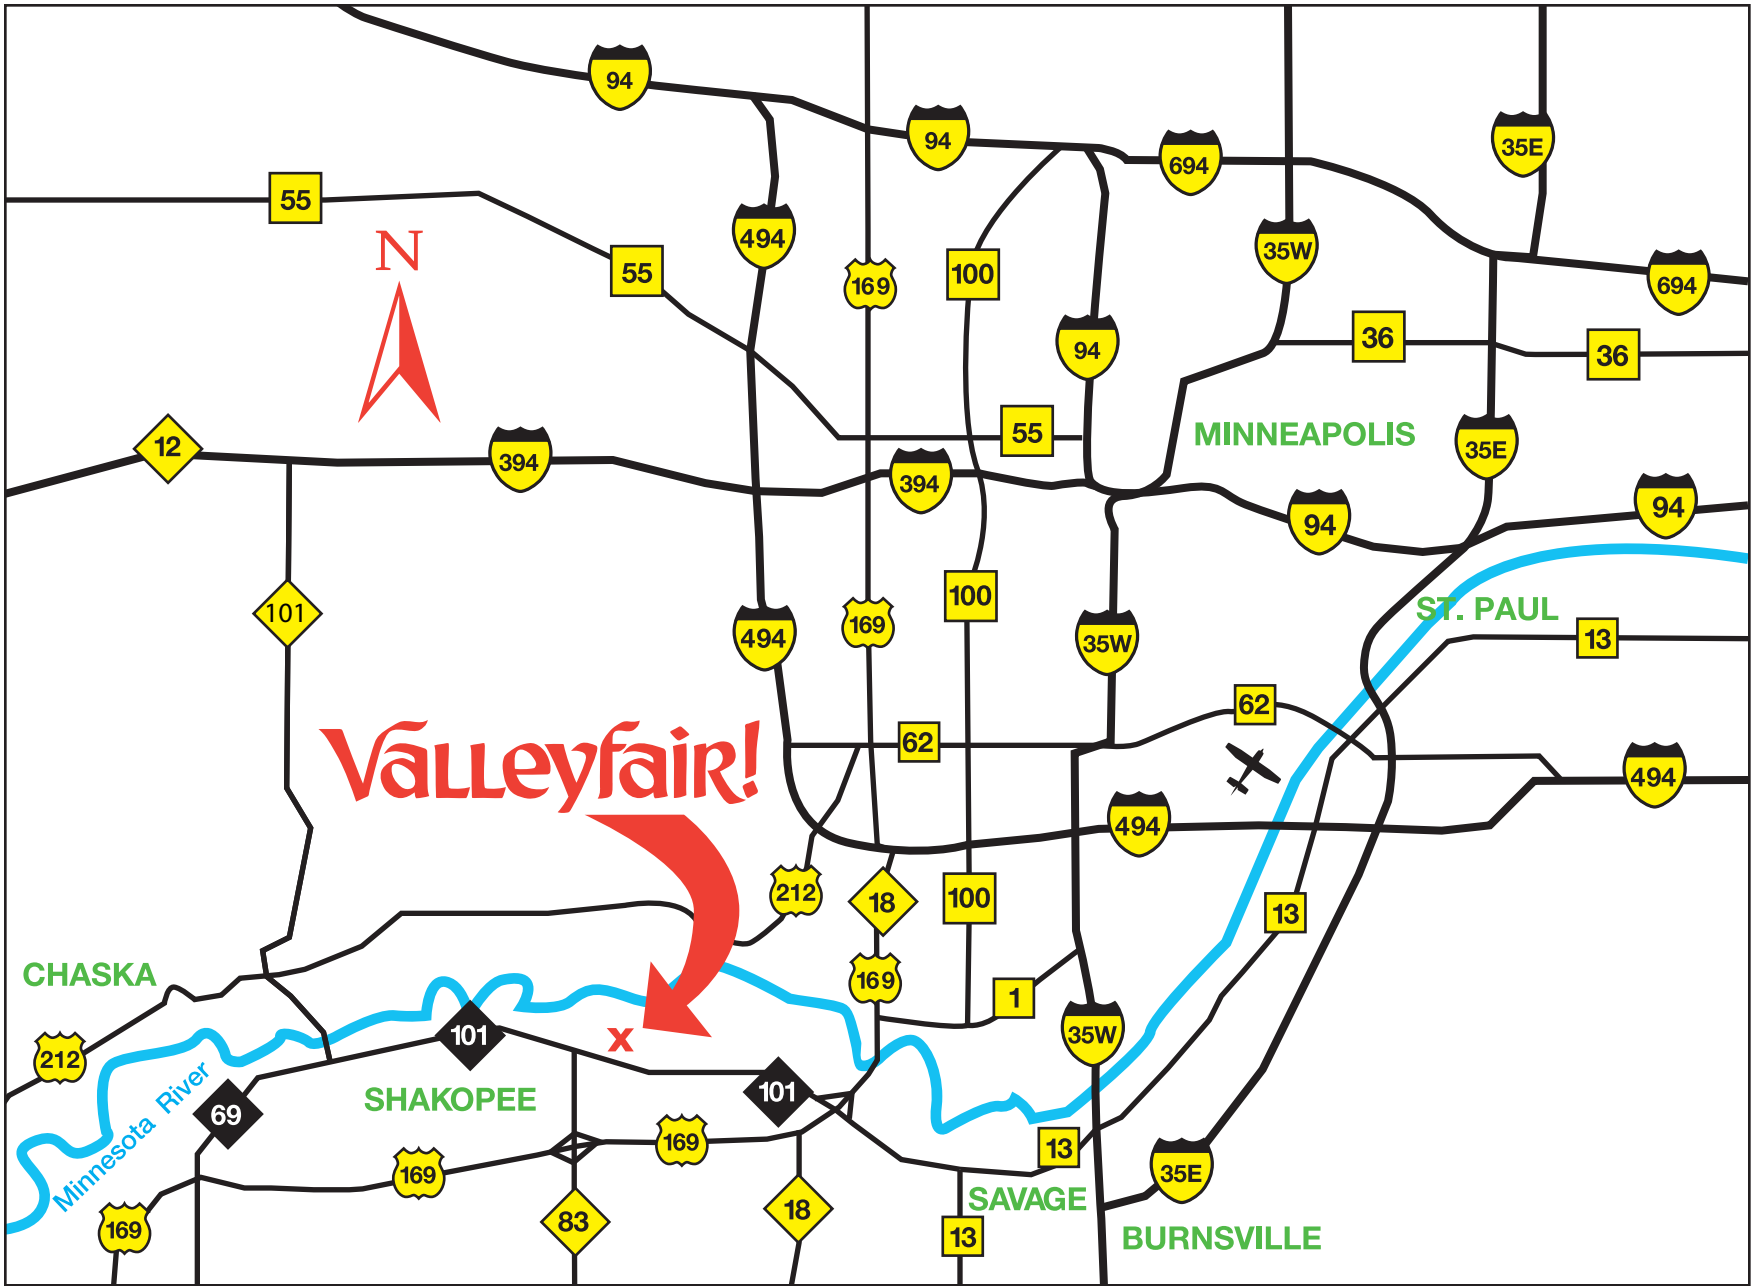 94
94
694
35E
55
494
35W
N
55
169
100
694
94
36
36
12
394
55
MINNEAPOLIS
35E
394
94
94
101
100
ST. PAUL
494
169
35W
13
62
Valleyfair!
62
494
494
212
18
100
13
CHASKA
169
1
101
35W
X
212
Minnesota River
69
SHAKOPEE
101
169
169
13
35E
SAVAGE
169
83
18
13
BURNSVILLE